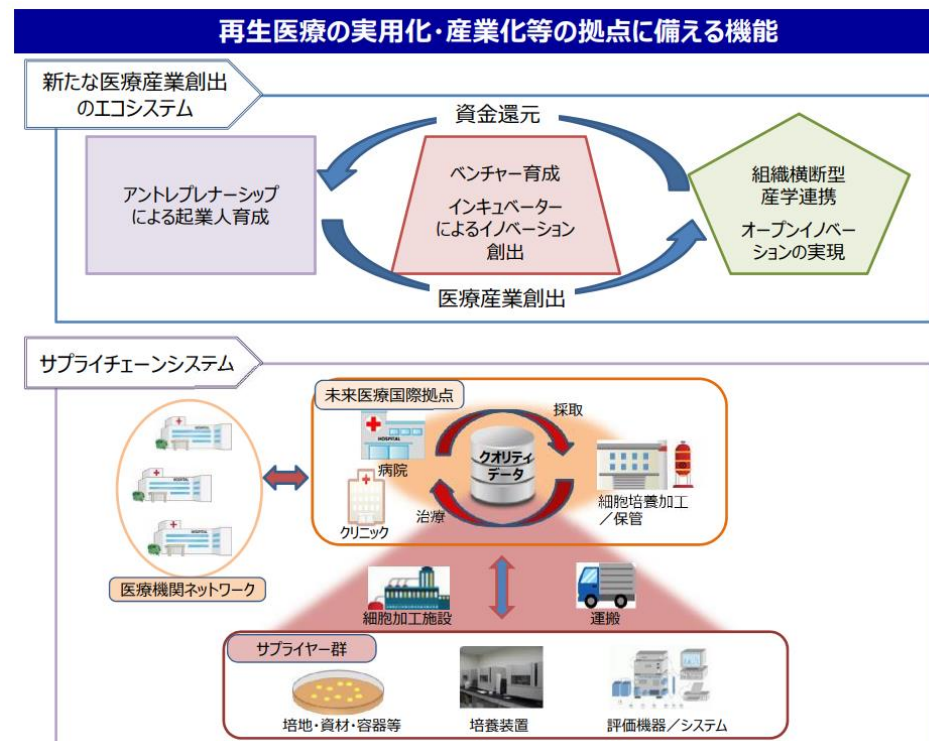 再生医療の実用化・産業化等の拠点に備える機能
新たな医療産業創出
のエコシステム
資金還元
アントレプレナーシップ
による起業人育成
ベンチャー育成
インキュベーター
によるイノベーション
創出
組織横断型
産学連携
オープンイノベー
ションの実現
医療産業創出
サプライチェーンシステム
未来医療国際拠点
採取
HOSPITAL
病院
クオリティ
データ
細胞培養加工
／保管
治療
クリニック
医療機関ネットワーク
細胞加工施設
運搬
サプライヤー群
培地・資材・容器等
培養装置
評価機器／システム